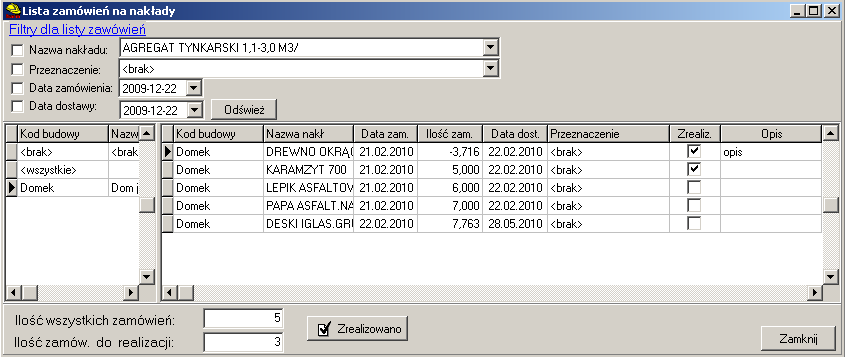 Lista zamówień na nakłady
Filtry dla listy zawówień
Nazwa nakładu: AGREGAT TYNKARSKI 1,1-3,0 M3/
Przeznaczenie: <brak>
Data zamówienia: 2009-12-22
Data dostawy: 2009-12-22 Odśwież
Kod budowy Nazw
<brak> <brak
<wszystkie>
Domek Dom j
Kod budowy Nazwa nakł Data zam. Ilość zam. Data dost. Przeznaczenie Zrealiz. Opis
Domek DREWNO OKRĄG 21.02.2010 -3,716 22.02.2010 <brak> opis
Domek KARAMZYT 700 21.02.2010 5,000 22.02.2010 <brak>
Domek LEPIK ASFALTOW 21.02.2010 6,000 22.02.2010 <brak>
Domek PAPA ASFALT.NA 21.02.2010 7,000 22.02.2010 <brak>
Domek DESKI IGLAS.GRU 22.02.2010 7,763 28.05.2010 <brak>
Ilość wszystkich zamówień: 5
Ilość zamów. do realizacji: 3
Zrealizowano
Zamknij